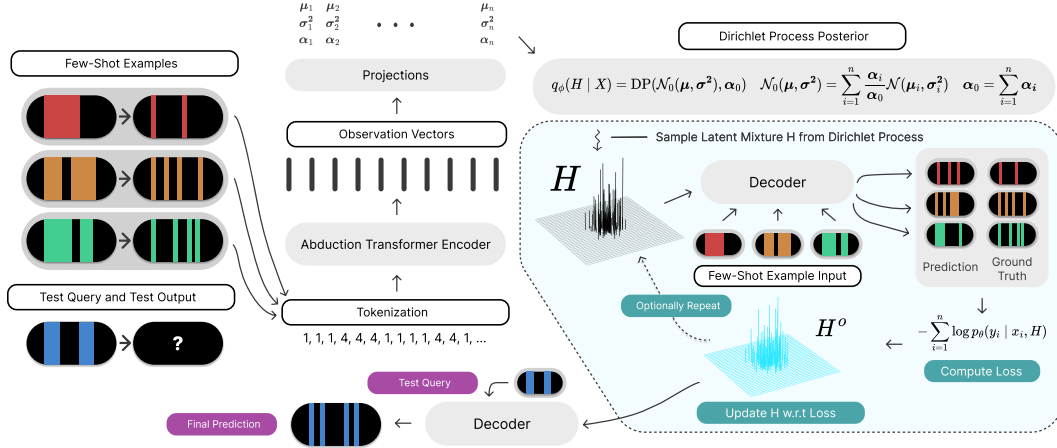 μ₁ μ₂ μₙ
σ₁² σ₂² • • • σₙ²
α₁ α₂ αₙ
Few-Shot Examples
Projections
Observation Vectors
Abduction Transformer Encoder
Test Query and Test Output
?
Tokenization
1, 1, 1, 4, 4, 4, 1, 1, 1, 1, 4, 4, 1, ...
Dirichlet Process Posterior
qϕ(H | X) = DP(𝒩₀(μ, σ²), α₀) 𝒩₀(μ, σ²) = ∑ᵢ₌₁ⁿ αᵢ/α₀ 𝒩(μᵢ, σᵢ²) α₀ = ∑ᵢ₌₁ⁿ αᵢ
Sample Latent Mixture H from Dirichlet Process
H
Decoder
Few-Shot Example Input
Prediction
Ground
Truth
Optionally Repeat
Hᵒ
− ∑ᵢ₌₁ⁿ log pθ(yᵢ | xᵢ, H)
Compute Loss
Update H w.r.t Loss
Test Query
Decoder
Final Prediction